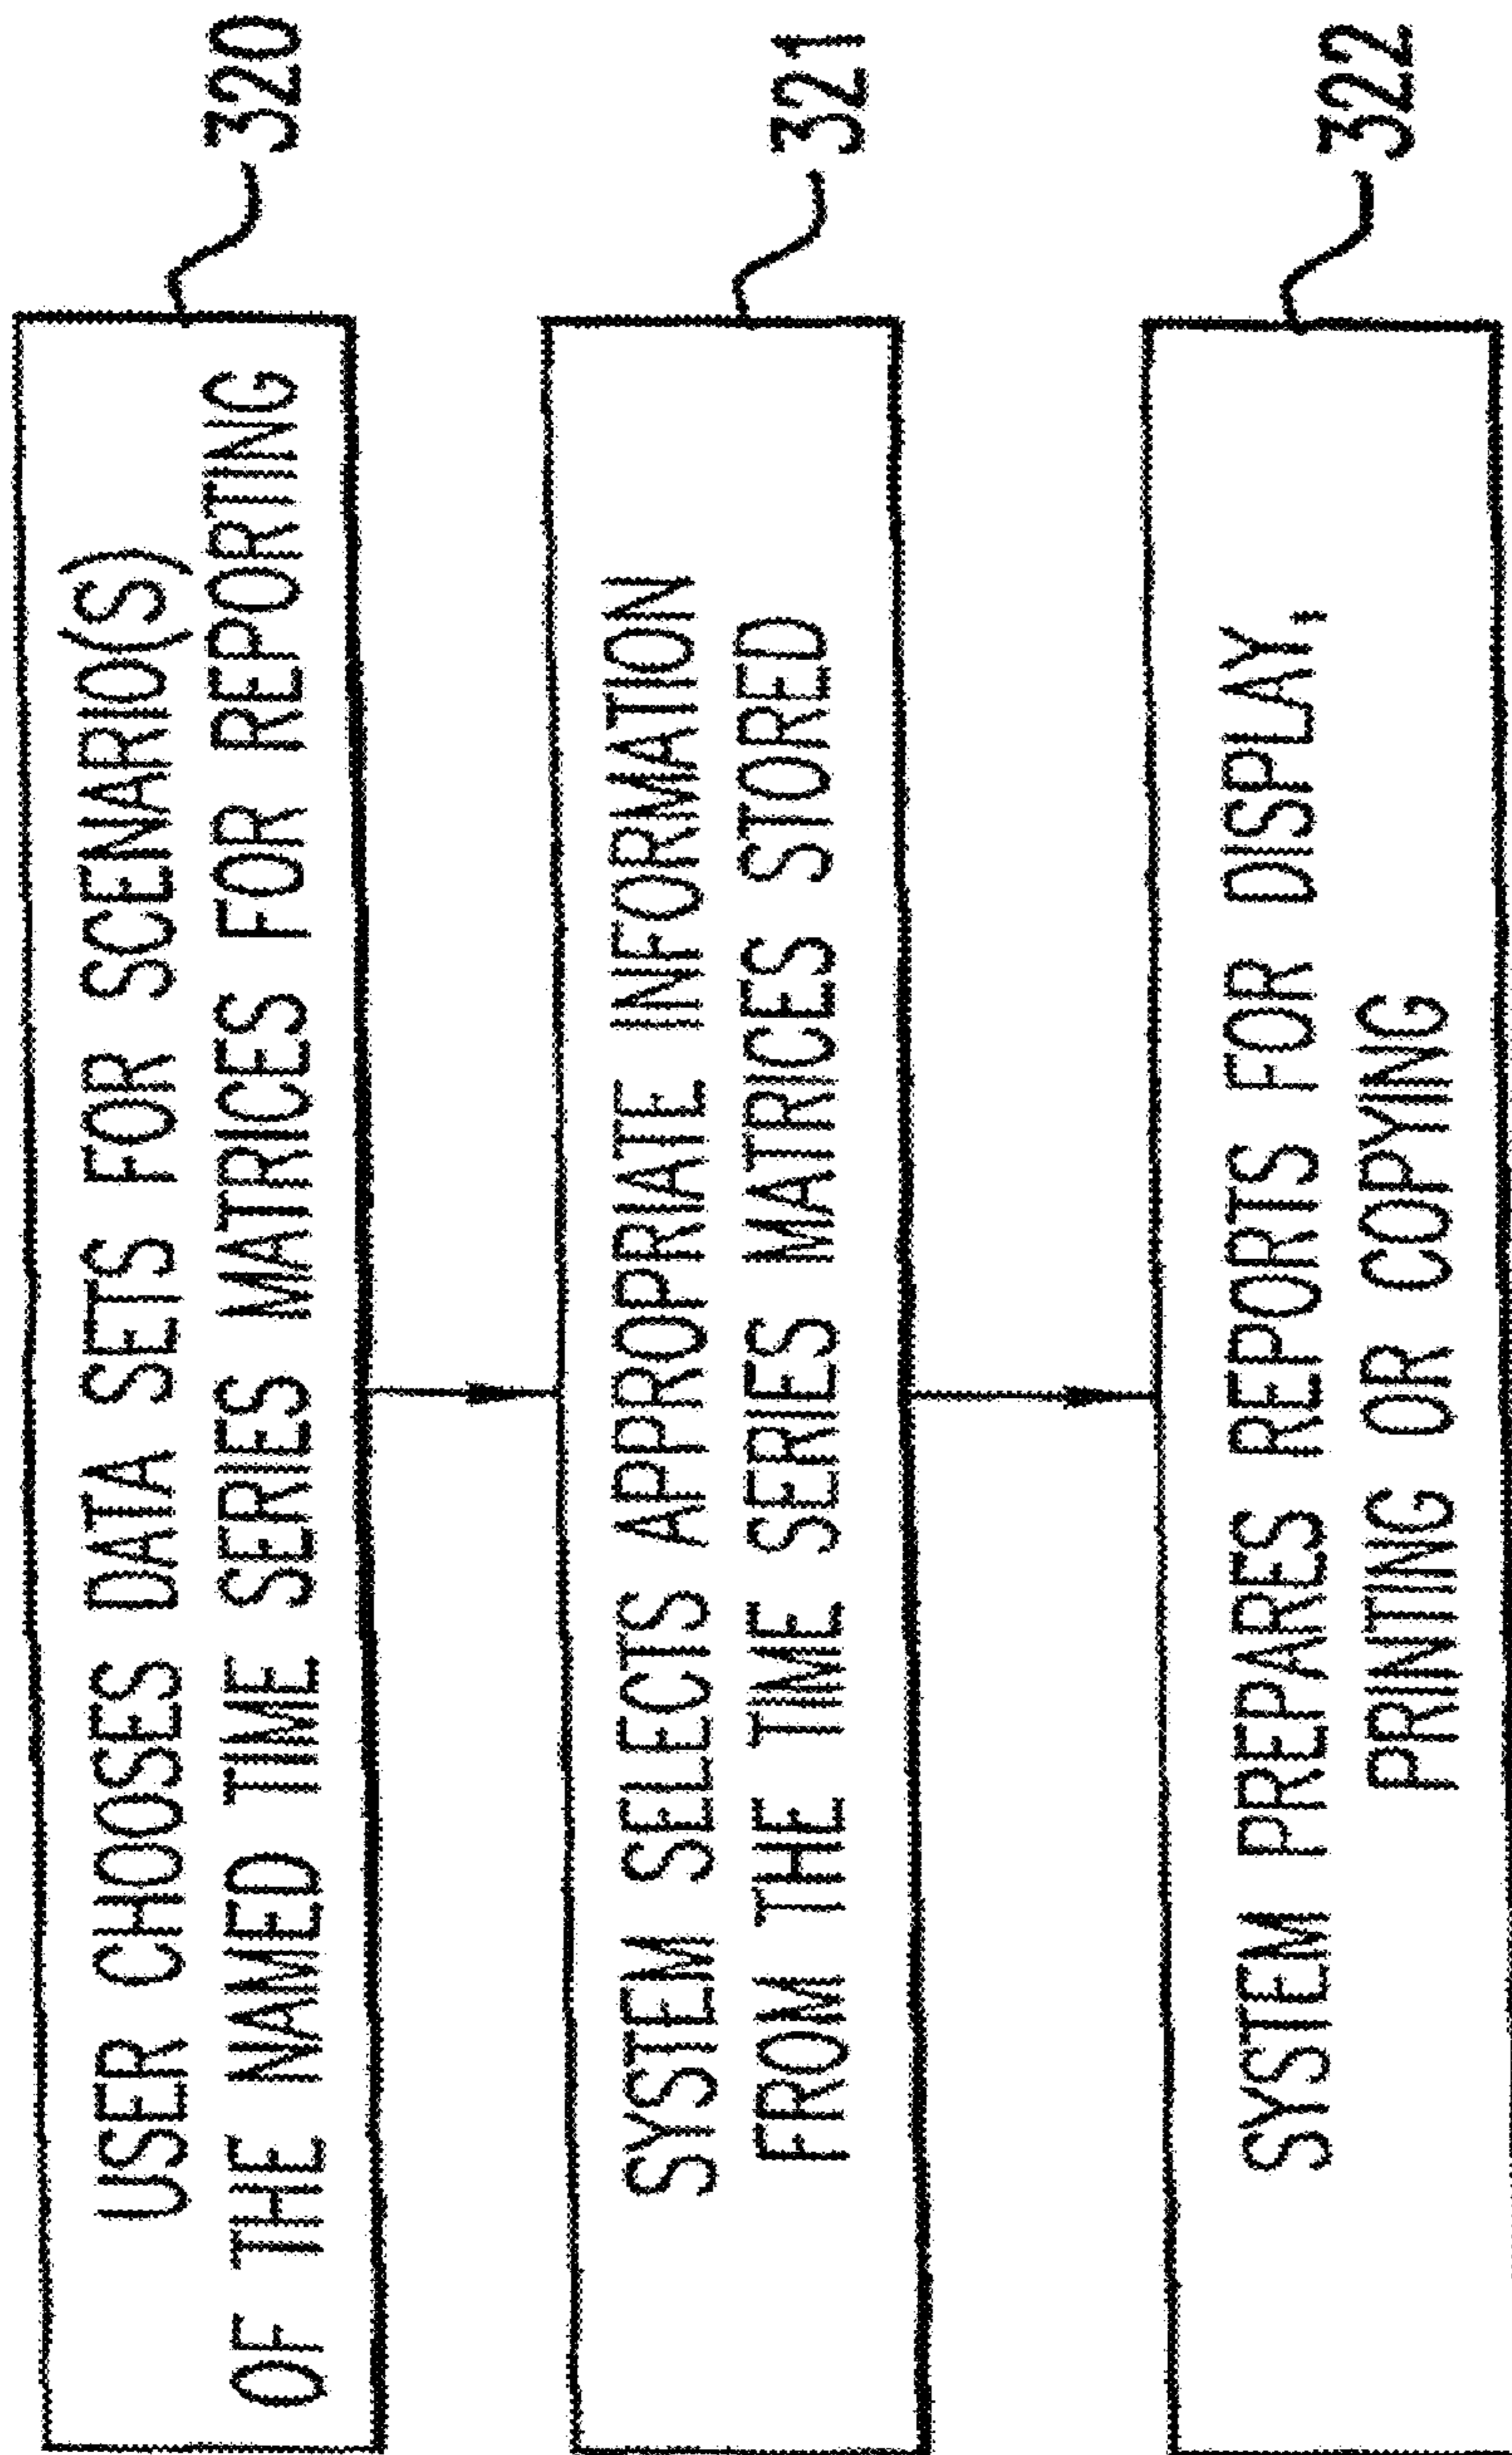 USER CHOOSES DATA SETS FOR SCENARIO(S)
OF THE NAMED TIME SERIES MATRICES FOR REPORTING
320
SYSTEM SELECTS APPROPRIATE INFORMATION
FROM THE TIME SERIES MATRICES STORED
321
SYSTEM PREPARES REPORTS FOR DISPLAY,
PRINTING OR COPYING
322